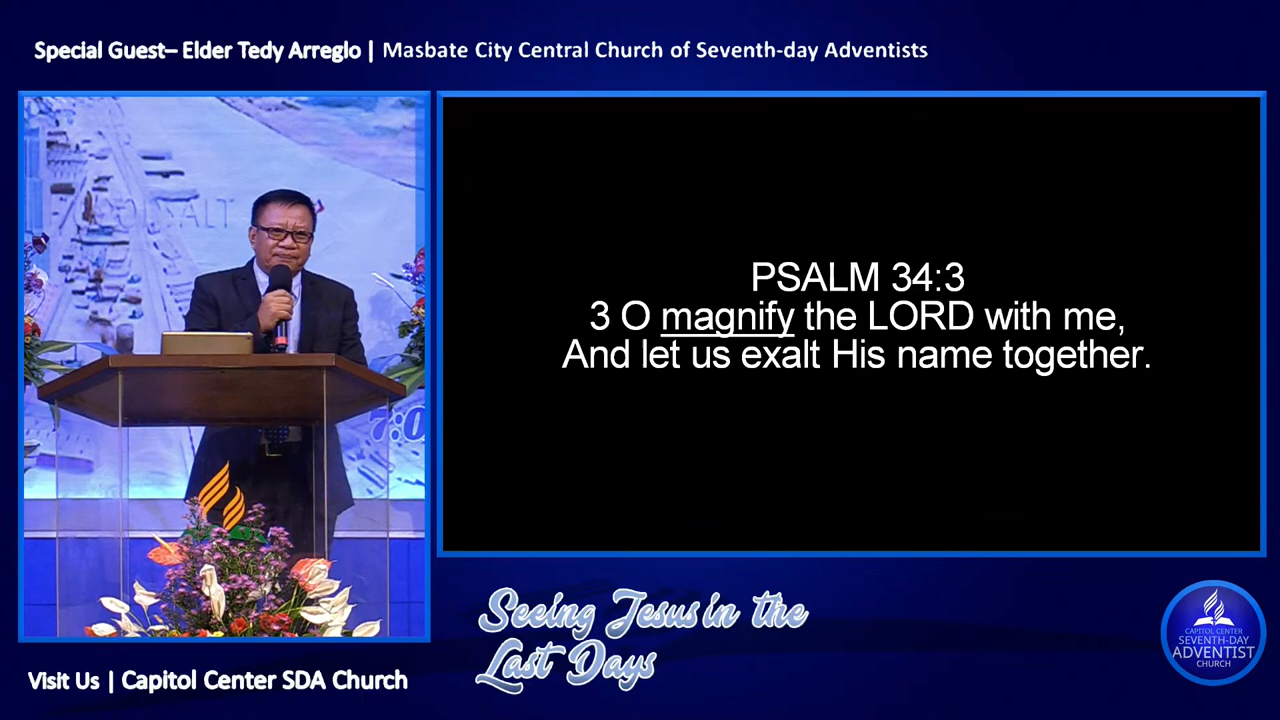 Special Guest– Elder Tedy Arreglo | Masbate City Central Church of Seventh-day Adventists
PSALM 34:3
3 O magnify the LORD with me,
And let us exalt His name together.
7:0
Seeing Jesus in the
Last Days
Visit Us | Capitol Center SDA Church
CAPITOL CENTER
SEVENTH-DAY
ADVENTIST
CHURCH